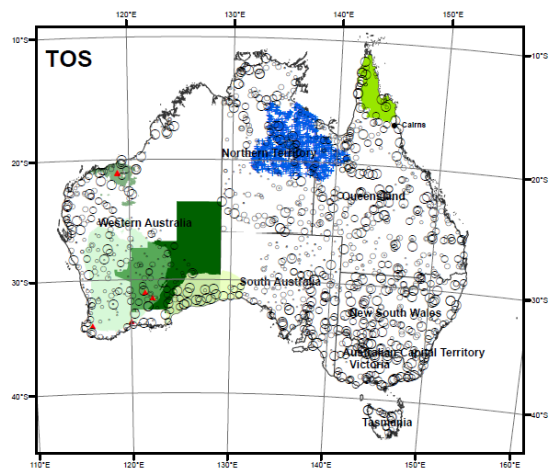 120°E 130°E 140°E 150°E
10°S
TOS
10°S
Cairns
Northern Territory
20°S
20°S
Queensland
Western Australia
South Australia
30°S
30°S
New South Wales
Australian Capital Territory
Victoria
40°S
Tasmania
40°S
110°E 120°E 130°E 140°E 150°E 160°E